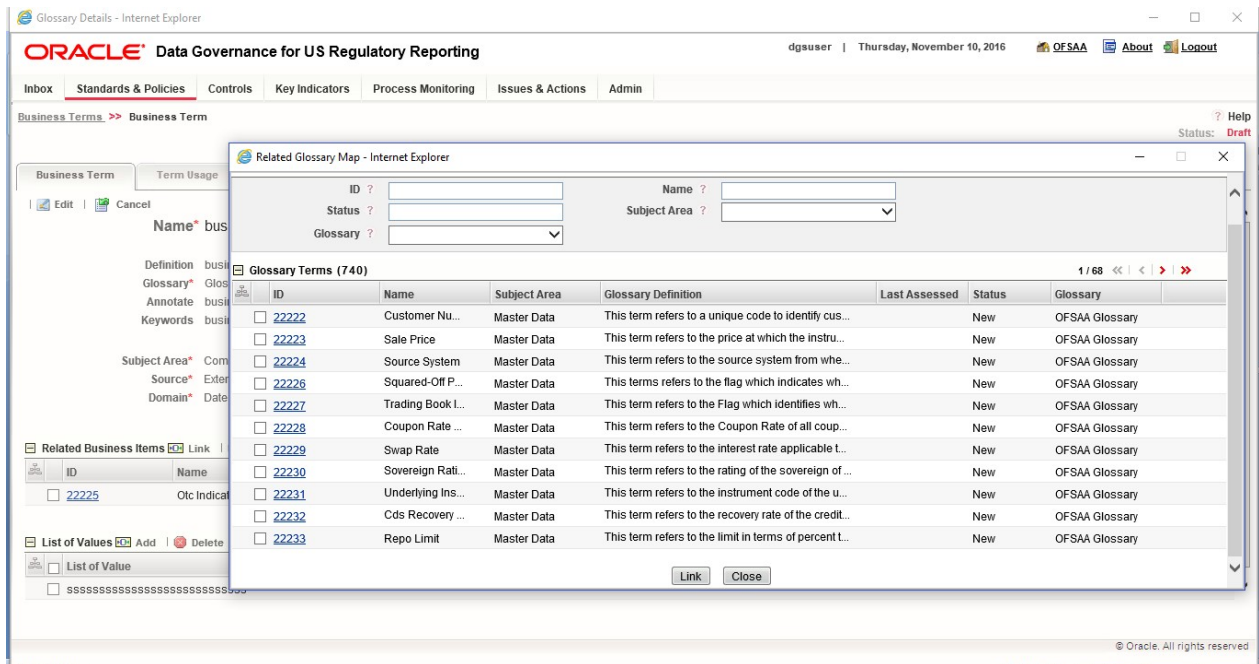 Glossary Details - Internet Explorer
ORACLE® Data Governance for US Regulatory Reporting
dgsuser | Thursday, November 10, 2016 OFSAA About Logout
Inbox Standards & Policies Controls Key Indicators Process Monitoring Issues & Actions Admin
Business Terms >> Business Term
? Help
Status: Draft
Related Glossary Map - Internet Explorer
Business Term Term Usage
Edit | Cancel
Name* bus
Definition busi
Glossary* Glos
Annotate busi
Keywords busi
Subject Area* Com
Source* Exter
Domain* Date
Related Business Items Link
ID Name
22225 Otc Indicat
List of Values Add | Delete
List of Value
ID ? Name ?
Status ? Subject Area ?
Glossary ?
Glossary Terms (740) 1 / 68
ID Name Subject Area Glossary Definition Last Assessed Status Glossary
22222 Customer Nu... Master Data This term refers to a unique code to identify cus... New OFSAA Glossary
22223 Sale Price Master Data This term refers to the price at which the instru... New OFSAA Glossary
22224 Source System Master Data This term refers to the source system from whe... New OFSAA Glossary
22226 Squared-Off P... Master Data This terms refers to the flag which indicates wh... New OFSAA Glossary
22227 Trading Book I... Master Data This term refers to the Flag which identifies wh... New OFSAA Glossary
22228 Coupon Rate ... Master Data This term refers to the Coupon Rate of all coup... New OFSAA Glossary
22229 Swap Rate Master Data This term refers to the interest rate applicable t... New OFSAA Glossary
22230 Sovereign Rati... Master Data This term refers to the rating of the sovereign of ... New OFSAA Glossary
22231 Underlying Ins... Master Data This term refers to the instrument code of the u... New OFSAA Glossary
22232 Cds Recovery ... Master Data This term refers to the recovery rate of the credit... New OFSAA Glossary
22233 Repo Limit Master Data This term refers to the limit in terms of percent t... New OFSAA Glossary
Link Close
© Oracle. All rights reserved